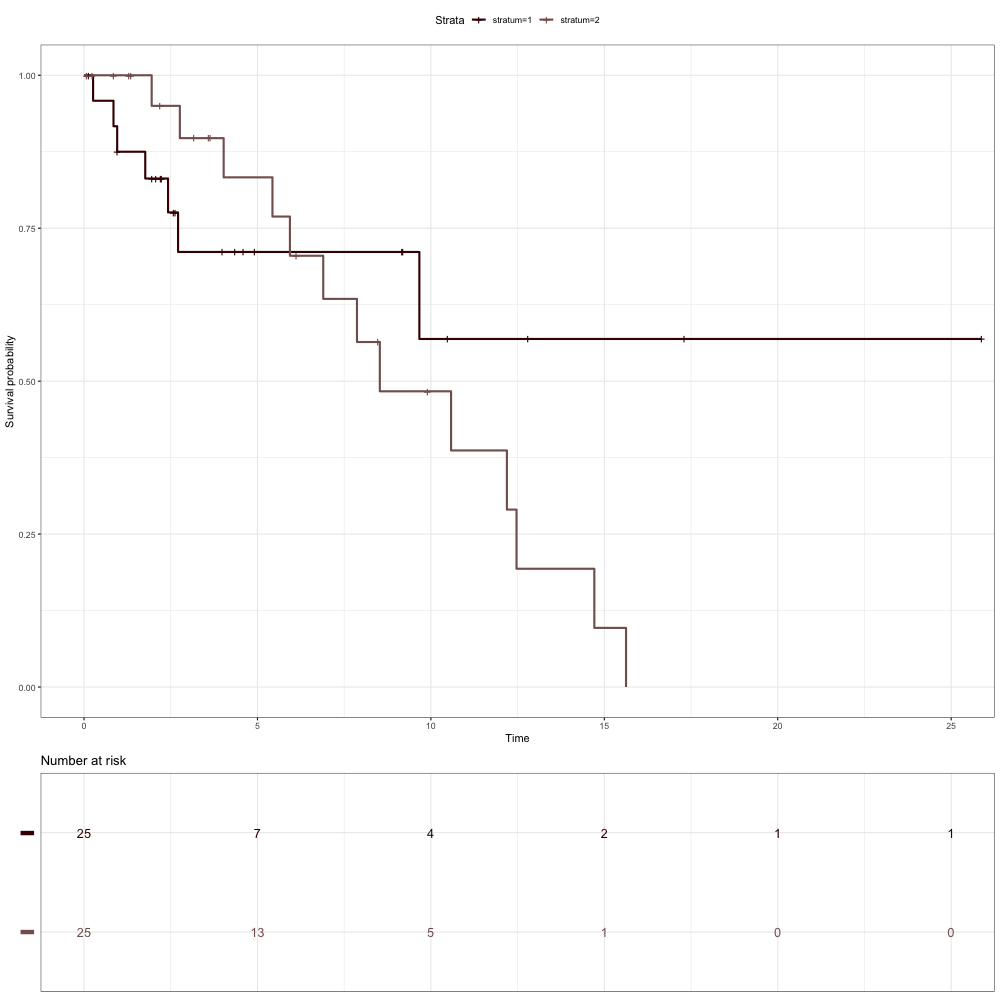 Strata stratum=1 stratum=2
1.00
0.75
0.50
0.25
0.00
Survival probability
0 5 10 15 20 25
Time
Number at risk
25 7 4 2 1 1
25 13 5 1 0 0